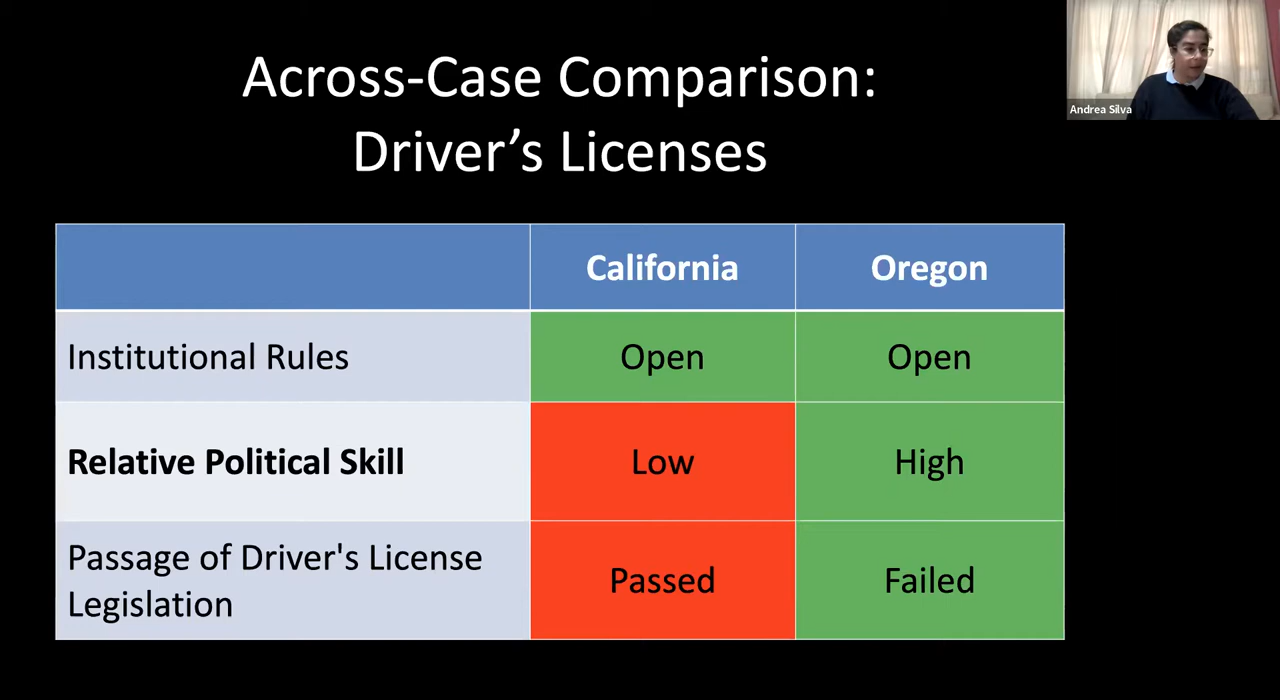 Across-Case Comparison:
Driver’s Licenses
Andrea Silva
California Oregon
Institutional Rules Open Open
Relative Political Skill Low High
Passage of Driver's License
Legislation Passed Failed